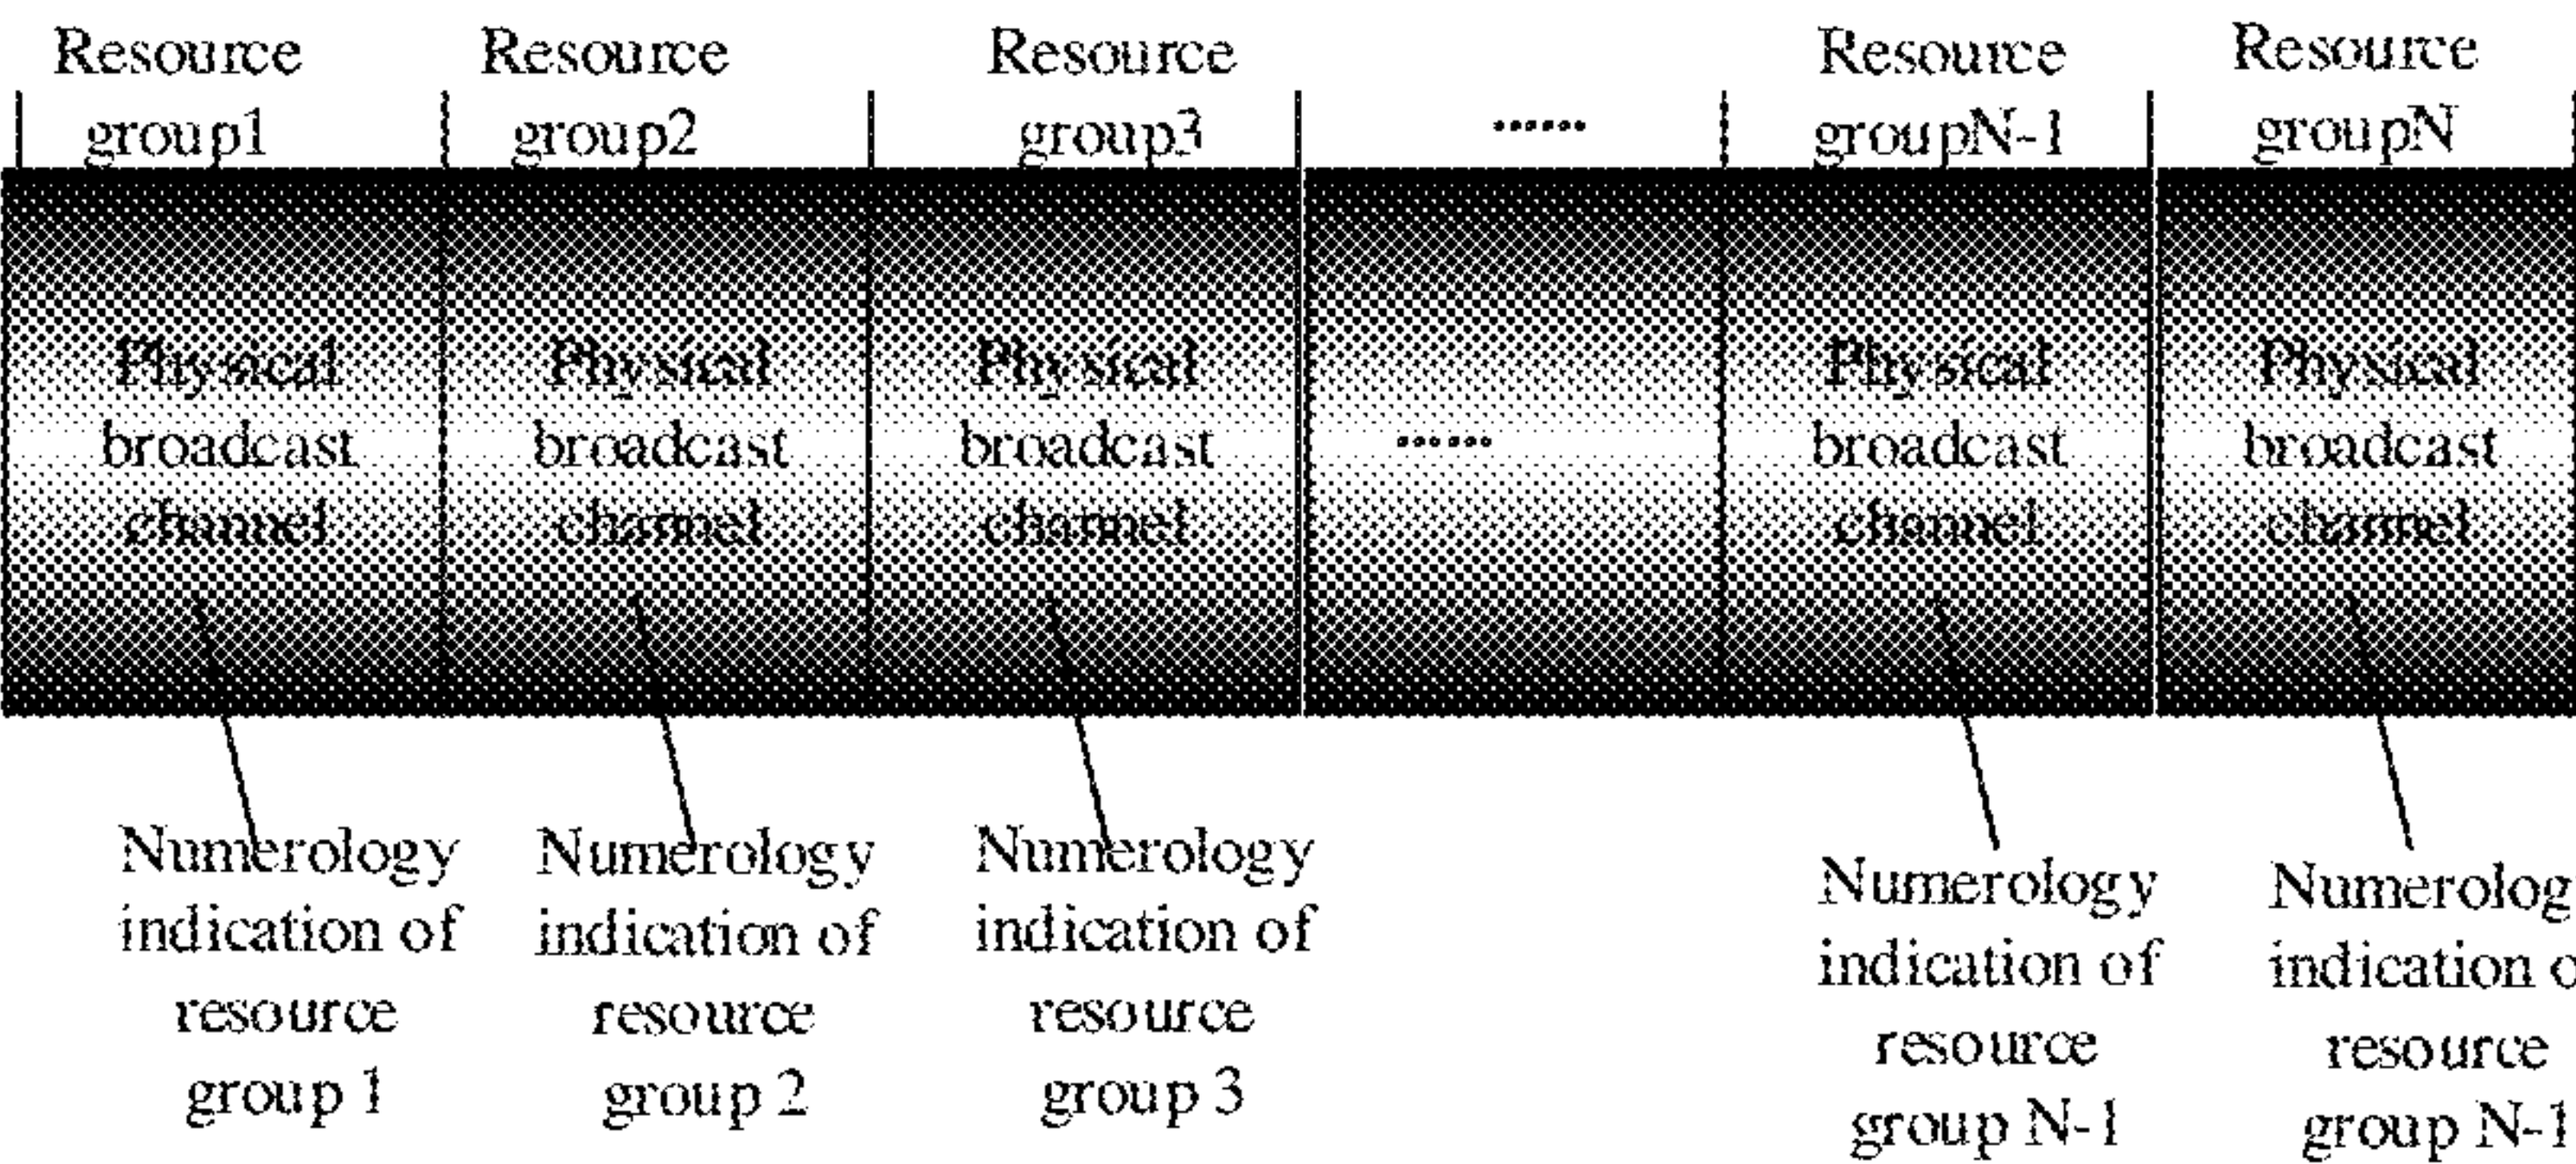 Resource
group1
Resource
group2
Resource
group3
......
Resource
groupN-1
Resource
groupN
Physical
broadcast
channel
Physical
broadcast
channel
Physical
broadcast
channel
......
Physical
broadcast
channel
Physical
broadcast
channel
Numerology
indication of
resource
group 1
Numerology
indication of
resource
group 2
Numerology
indication of
resource
group 3
Numerology
indication of
resource
group N-1
Numerolog
indication o
resource
group N-1